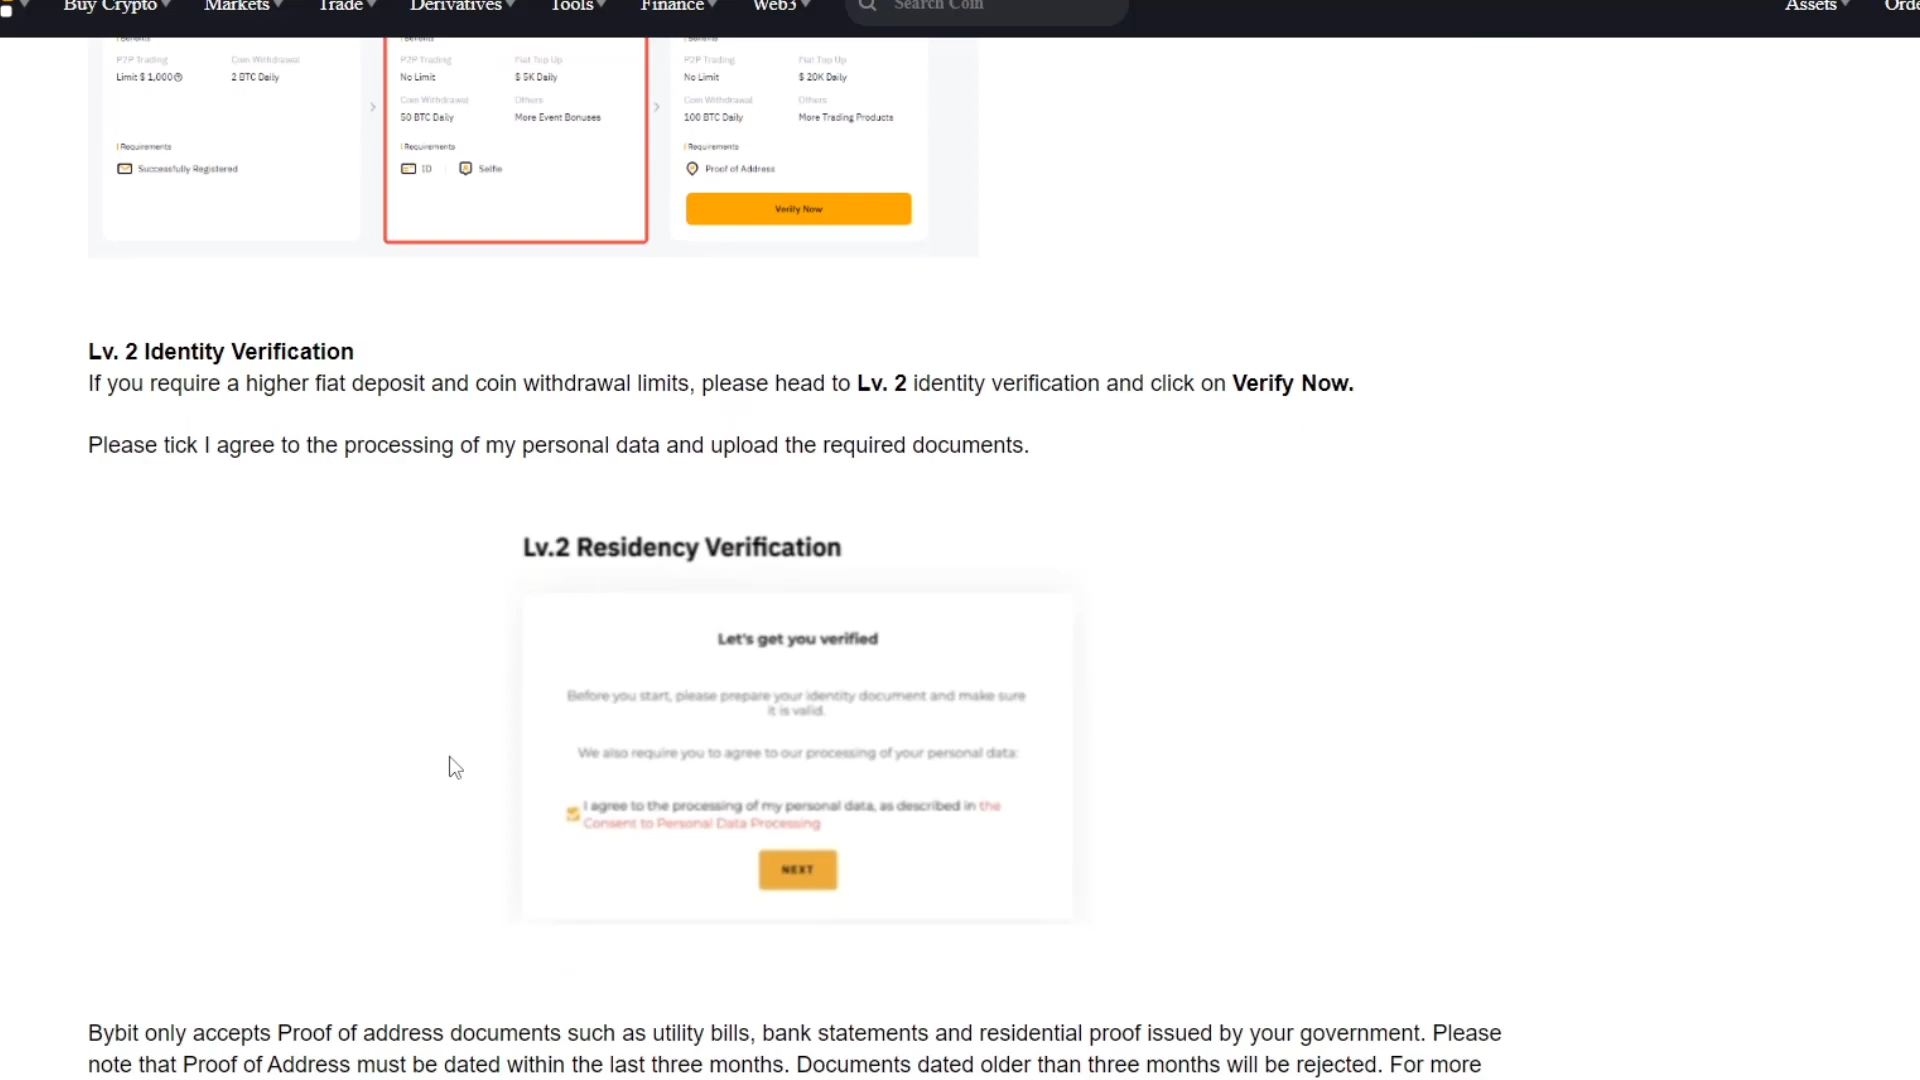 Buy Crypto Markets Trade Derivatives Tools Finance Web3 Search Coin Assets
Benefits Benefits Benefits
P2P Trading Coin Withdrawal P2P Trading Fiat Top Up P2P Trading Fiat Top Up
Limit $ 1,000 2 BTC Daily No Limit $ 5K Daily No Limit $ 20K Daily
Coin Withdrawal Others Coin Withdrawal Others
50 BTC Daily More Event Bonuses 100 BTC Daily More Trading Products
Requirements Requirements Requirements
Successfully Registered ID Selfie Proof of Address
Verify Now
Lv. 2 Identity Verification
If you require a higher fiat deposit and coin withdrawal limits, please head to Lv. 2 identity verification and click on Verify Now.
Please tick I agree to the processing of my personal data and upload the required documents.
Lv.2 Residency Verification
Let's get you verified
Before you start, please prepare your identity document and make sure
it is valid.
We also require you to agree to our processing of your personal data:
I agree to the processing of my personal data, as described in the
Consent to Personal Data Processing
NEXT
Bybit only accepts Proof of address documents such as utility bills, bank statements and residential proof issued by your government. Please
note that Proof of Address must be dated within the last three months. Documents dated older than three months will be rejected. For more